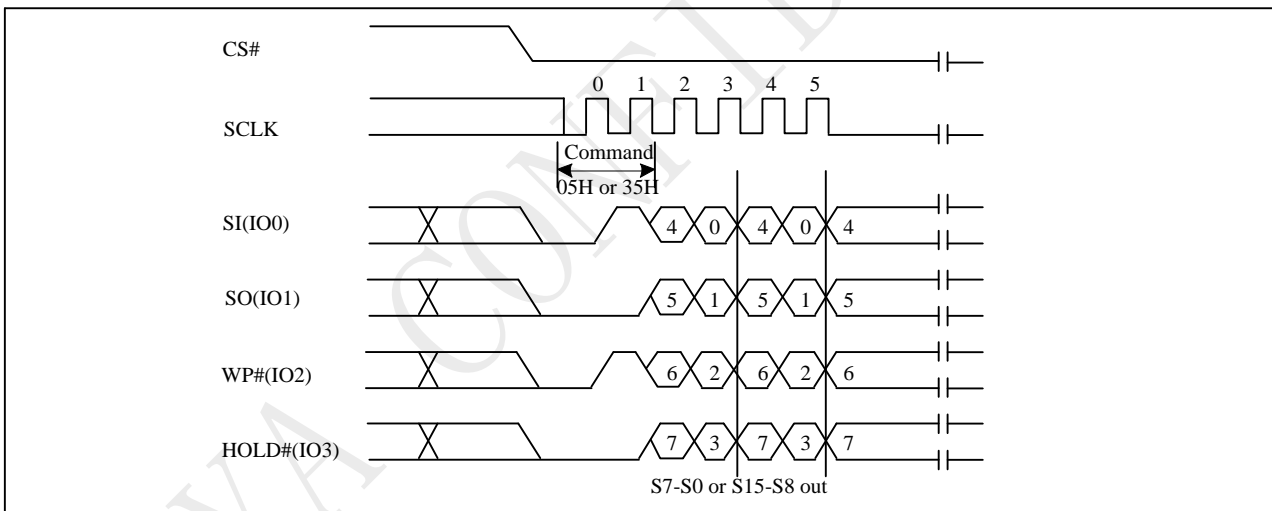 CS#
0 1 2 3 4 5
SCLK
Command
05H or 35H
SI(IO0) 4 0 4 0 4
SO(IO1) 5 1 5 1 5
WP#(IO2) 6 2 6 2 6
HOLD#(IO3) 7 3 7 3 7
S7-S0 or S15-S8 out